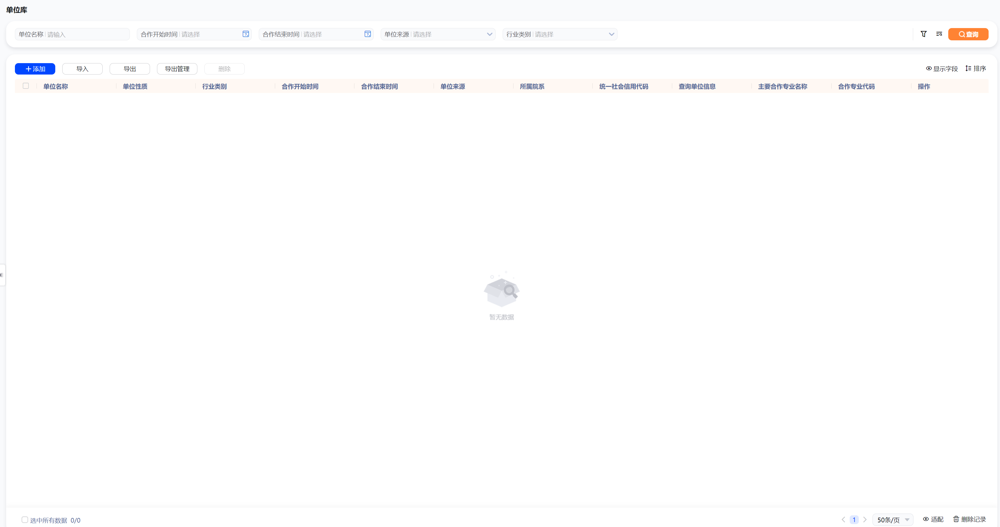 单位库
单位名称 请输入 合作开始时间 请选择 合作结束时间 请选择 单位来源 请选择 行业类别 请选择 查询
添加 导入 导出 导出管理 删除 显示字段 排序
单位名称 单位性质 行业类别 合作开始时间 合作结束时间 单位来源 所属院系 统一社会信用代码 查询单位信息 主要合作专业名称 合作专业代码 操作
暂无数据
选中所有数据 0/0 1 50条/页 适配 删除记录